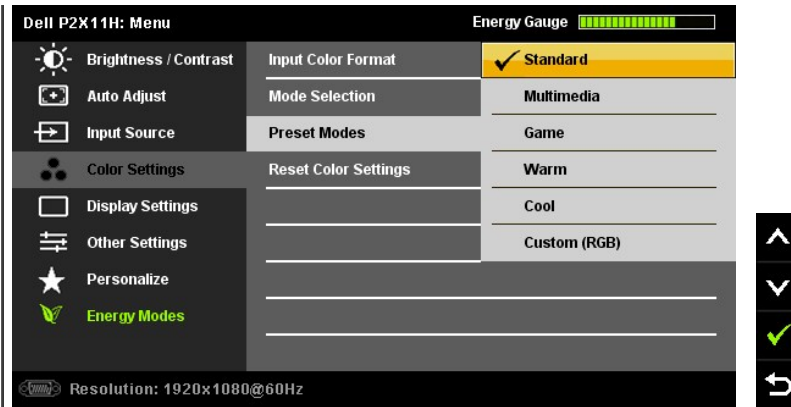 Dell P2X11H: Menu
Energy Gauge
Brightness / Contrast
Auto Adjust
Input Source
Color Settings
Display Settings
Other Settings
Personalize
Energy Modes
Input Color Format
Mode Selection
Preset Modes
Reset Color Settings
Standard
Multimedia
Game
Warm
Cool
Custom (RGB)
Resolution: 1920x1080@60Hz